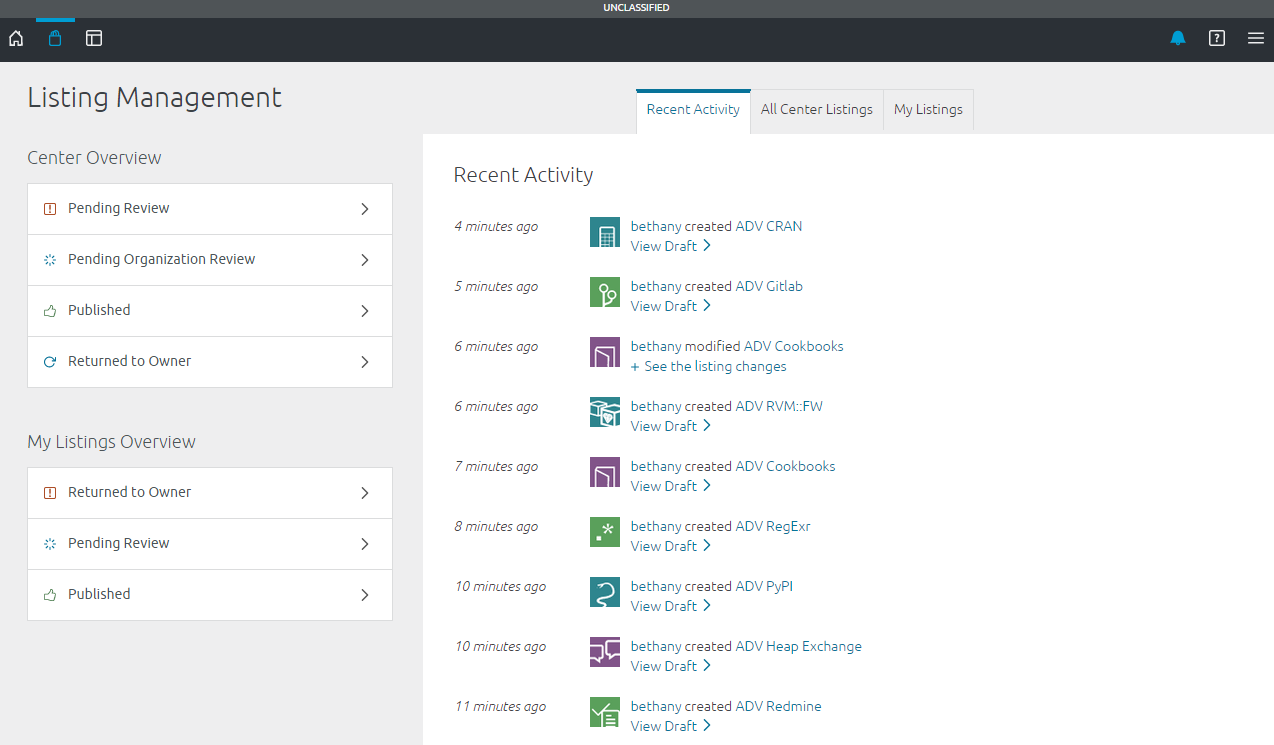 UNCLASSIFIED
Listing Management
Recent Activity
All Center Listings
My Listings
Center Overview
Pending Review
Pending Organization Review
Published
Returned to Owner
My Listings Overview
Returned to Owner
Pending Review
Published
Recent Activity
4 minutes ago
bethany created ADV CRAN
View Draft
5 minutes ago
bethany created ADV Gitlab
View Draft
6 minutes ago
bethany modified ADV Cookbooks
+ See the listing changes
6 minutes ago
bethany created ADV RVM::FW
View Draft
7 minutes ago
bethany created ADV Cookbooks
View Draft
8 minutes ago
bethany created ADV RegExr
View Draft
10 minutes ago
bethany created ADV PyPI
View Draft
10 minutes ago
bethany created ADV Heap Exchange
View Draft
11 minutes ago
bethany created ADV Redmine
View Draft